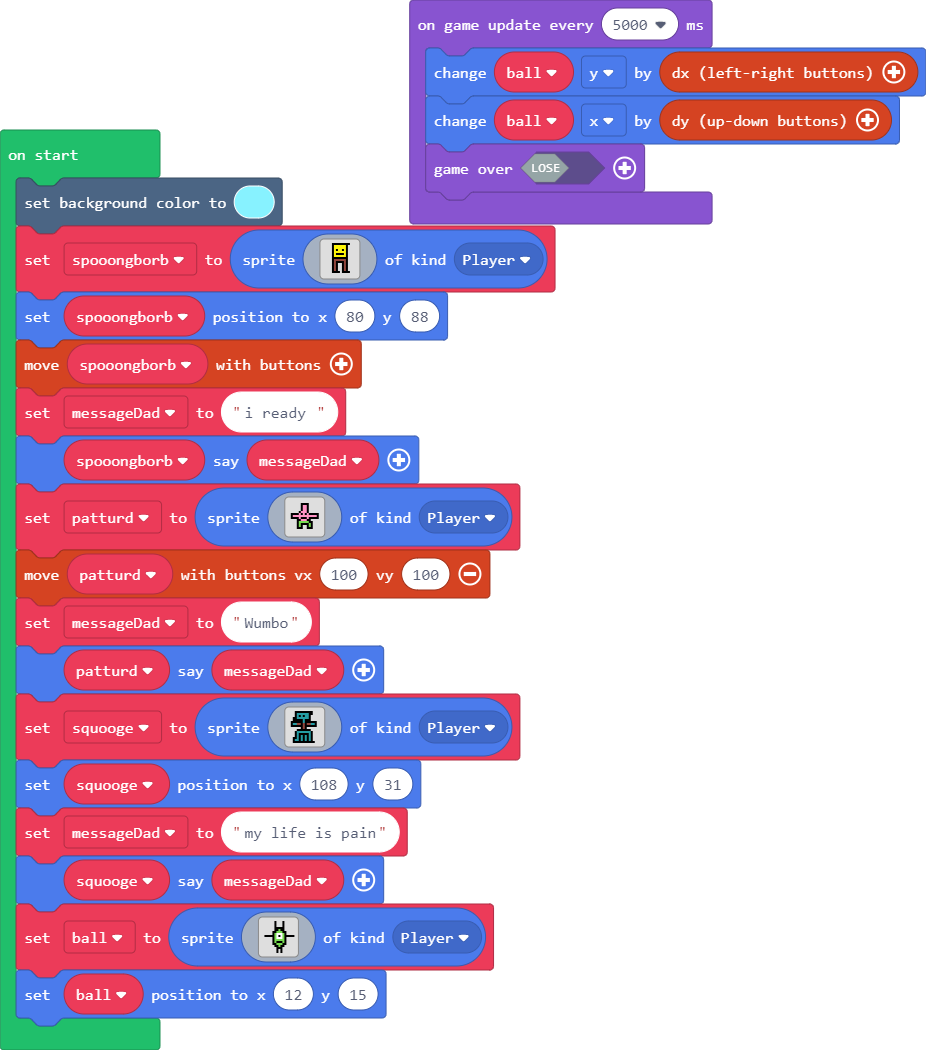 on game update every 5000 ms
change ball y by dx (left-right buttons)
change ball x by dy (up-down buttons)
game over LOSE
on start
set background color to
set spooongborb to sprite of kind Player
set spooongborb position to x 80 y 88
move spooongborb with buttons
set messageDad to "i ready "
spooongborb say messageDad
set patturd to sprite of kind Player
move patturd with buttons vx 100 vy 100
set messageDad to "Wumbo"
patturd say messageDad
set squooge to sprite of kind Player
set squooge position to x 108 y 31
set messageDad to "my life is pain"
squooge say messageDad
set ball to sprite of kind Player
set ball position to x 12 y 15